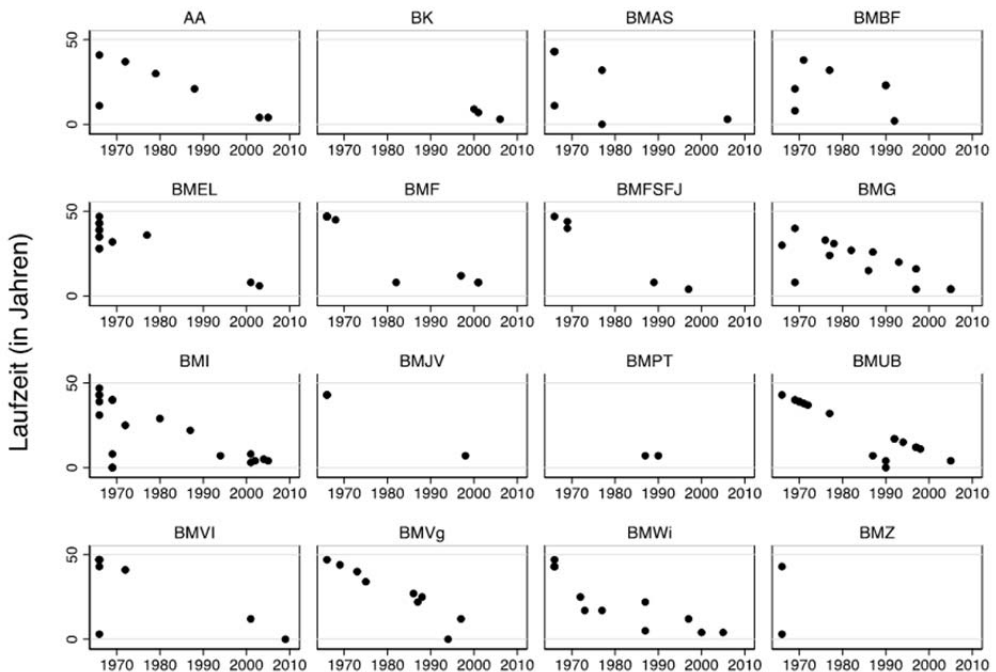 AA BK BMAS BMBF
50
0
1970 1980 1990 2000 2010 1970 1980 1990 2000 2010 1970 1980 1990 2000 2010 1970 1980 1990 2000 2010
BMEL BMF BMFSFJ BMG
50
0
1970 1980 1990 2000 2010 1970 1980 1990 2000 2010 1970 1980 1990 2000 2010 1970 1980 1990 2000 2010
Laufzeit (in Jahren)
BMI BMJV BMPT BMUB
50
0
1970 1980 1990 2000 2010 1970 1980 1990 2000 2010 1970 1980 1990 2000 2010 1970 1980 1990 2000 2010
BMVI BMVg BMWi BMZ
50
0
1970 1980 1990 2000 2010 1970 1980 1990 2000 2010 1970 1980 1990 2000 2010 1970 1980 1990 2000 2010